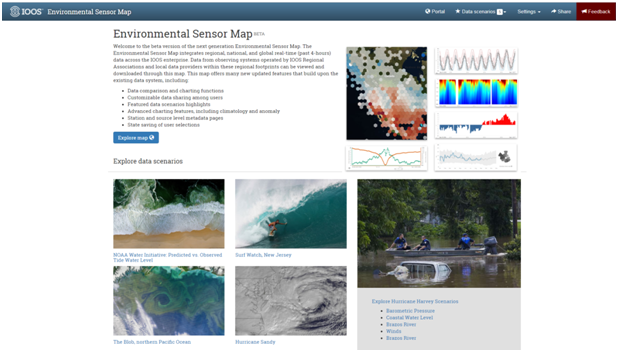 IOOS Environmental Sensor Map
Portal
Data scenarios
Settings
Share
Feedback
Environmental Sensor Map BETA
Welcome to the beta version of the next generation Environmental Sensor Map. The
Environmental Sensor Map integrates regional, national, and global real-time (past 4-hours)
data across the IOOS enterprise. Data from observing systems operated by IOOS Regional
Associations and local data providers within these regional footprints can be viewed and
downloaded through this map. This map offers many new updated features that build upon the
existing data system, including:
• Data comparison and charting functions
• Customizable data sharing among users
• Featured data scenarios highlights
• Advanced charting features, including climatology and anomaly
• Station and source level metadata pages
• State saving of user selections
Explore map
Explore data scenarios
NOAA Water Initiative: Predicted vs. Observed
Tide Water Level
Surf Watch, New Jersey
The Blob, northern Pacific Ocean
Hurricane Sandy
Explore Hurricane Harvey Scenarios
• Barometric Pressure
• Coastal Water Level
• Brazos River
• Winds
• Brazos River